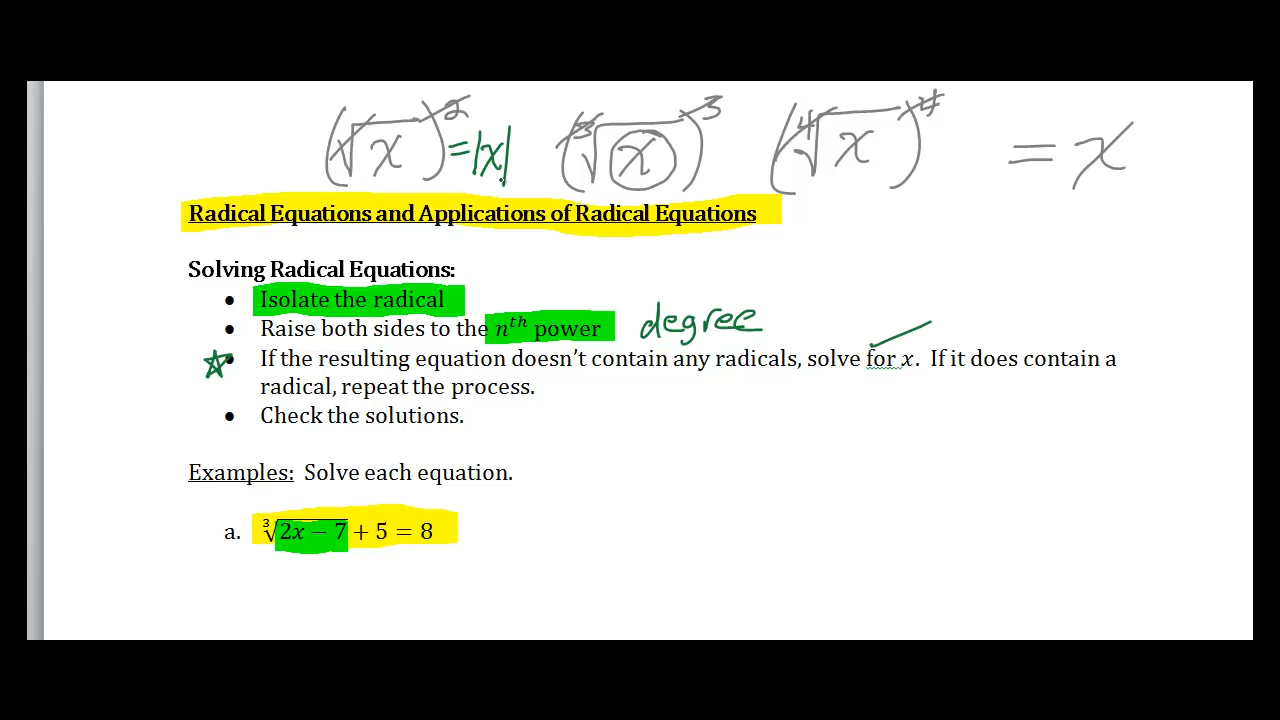 (√x)² = |x| (∛x)³ (∜x)⁴ = x
Radical Equations and Applications of Radical Equations
Solving Radical Equations:
• Isolate the radical
• Raise both sides to the nᵗʰ power degree
• If the resulting equation doesn't contain any radicals, solve for x. If it does contain a
radical, repeat the process.
• Check the solutions.
Examples: Solve each equation.
a. ∛(2x − 7) + 5 = 8